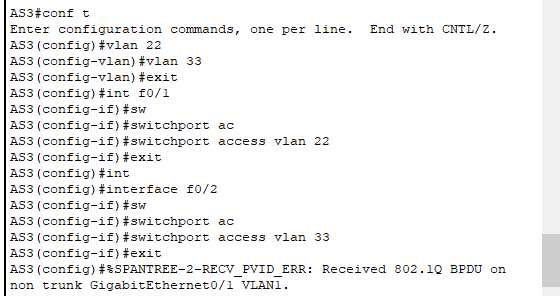 AS3#conf t
Enter configuration commands, one per line.  End with CNTL/Z.
AS3(config)#vlan 22
AS3(config-vlan)#vlan 33
AS3(config-vlan)#exit
AS3(config)#int f0/1
AS3(config-if)#sw
AS3(config-if)#switchport ac
AS3(config-if)#switchport access vlan 22
AS3(config-if)#exit
AS3(config)#int
AS3(config)#interface f0/2
AS3(config-if)#sw
AS3(config-if)#switchport ac
AS3(config-if)#switchport access vlan 33
AS3(config-if)#exit
AS3(config)#%SPANTREE-2-RECV_PVID_ERR: Received 802.1Q BPDU on
non trunk GigabitEthernet0/1 VLAN1.